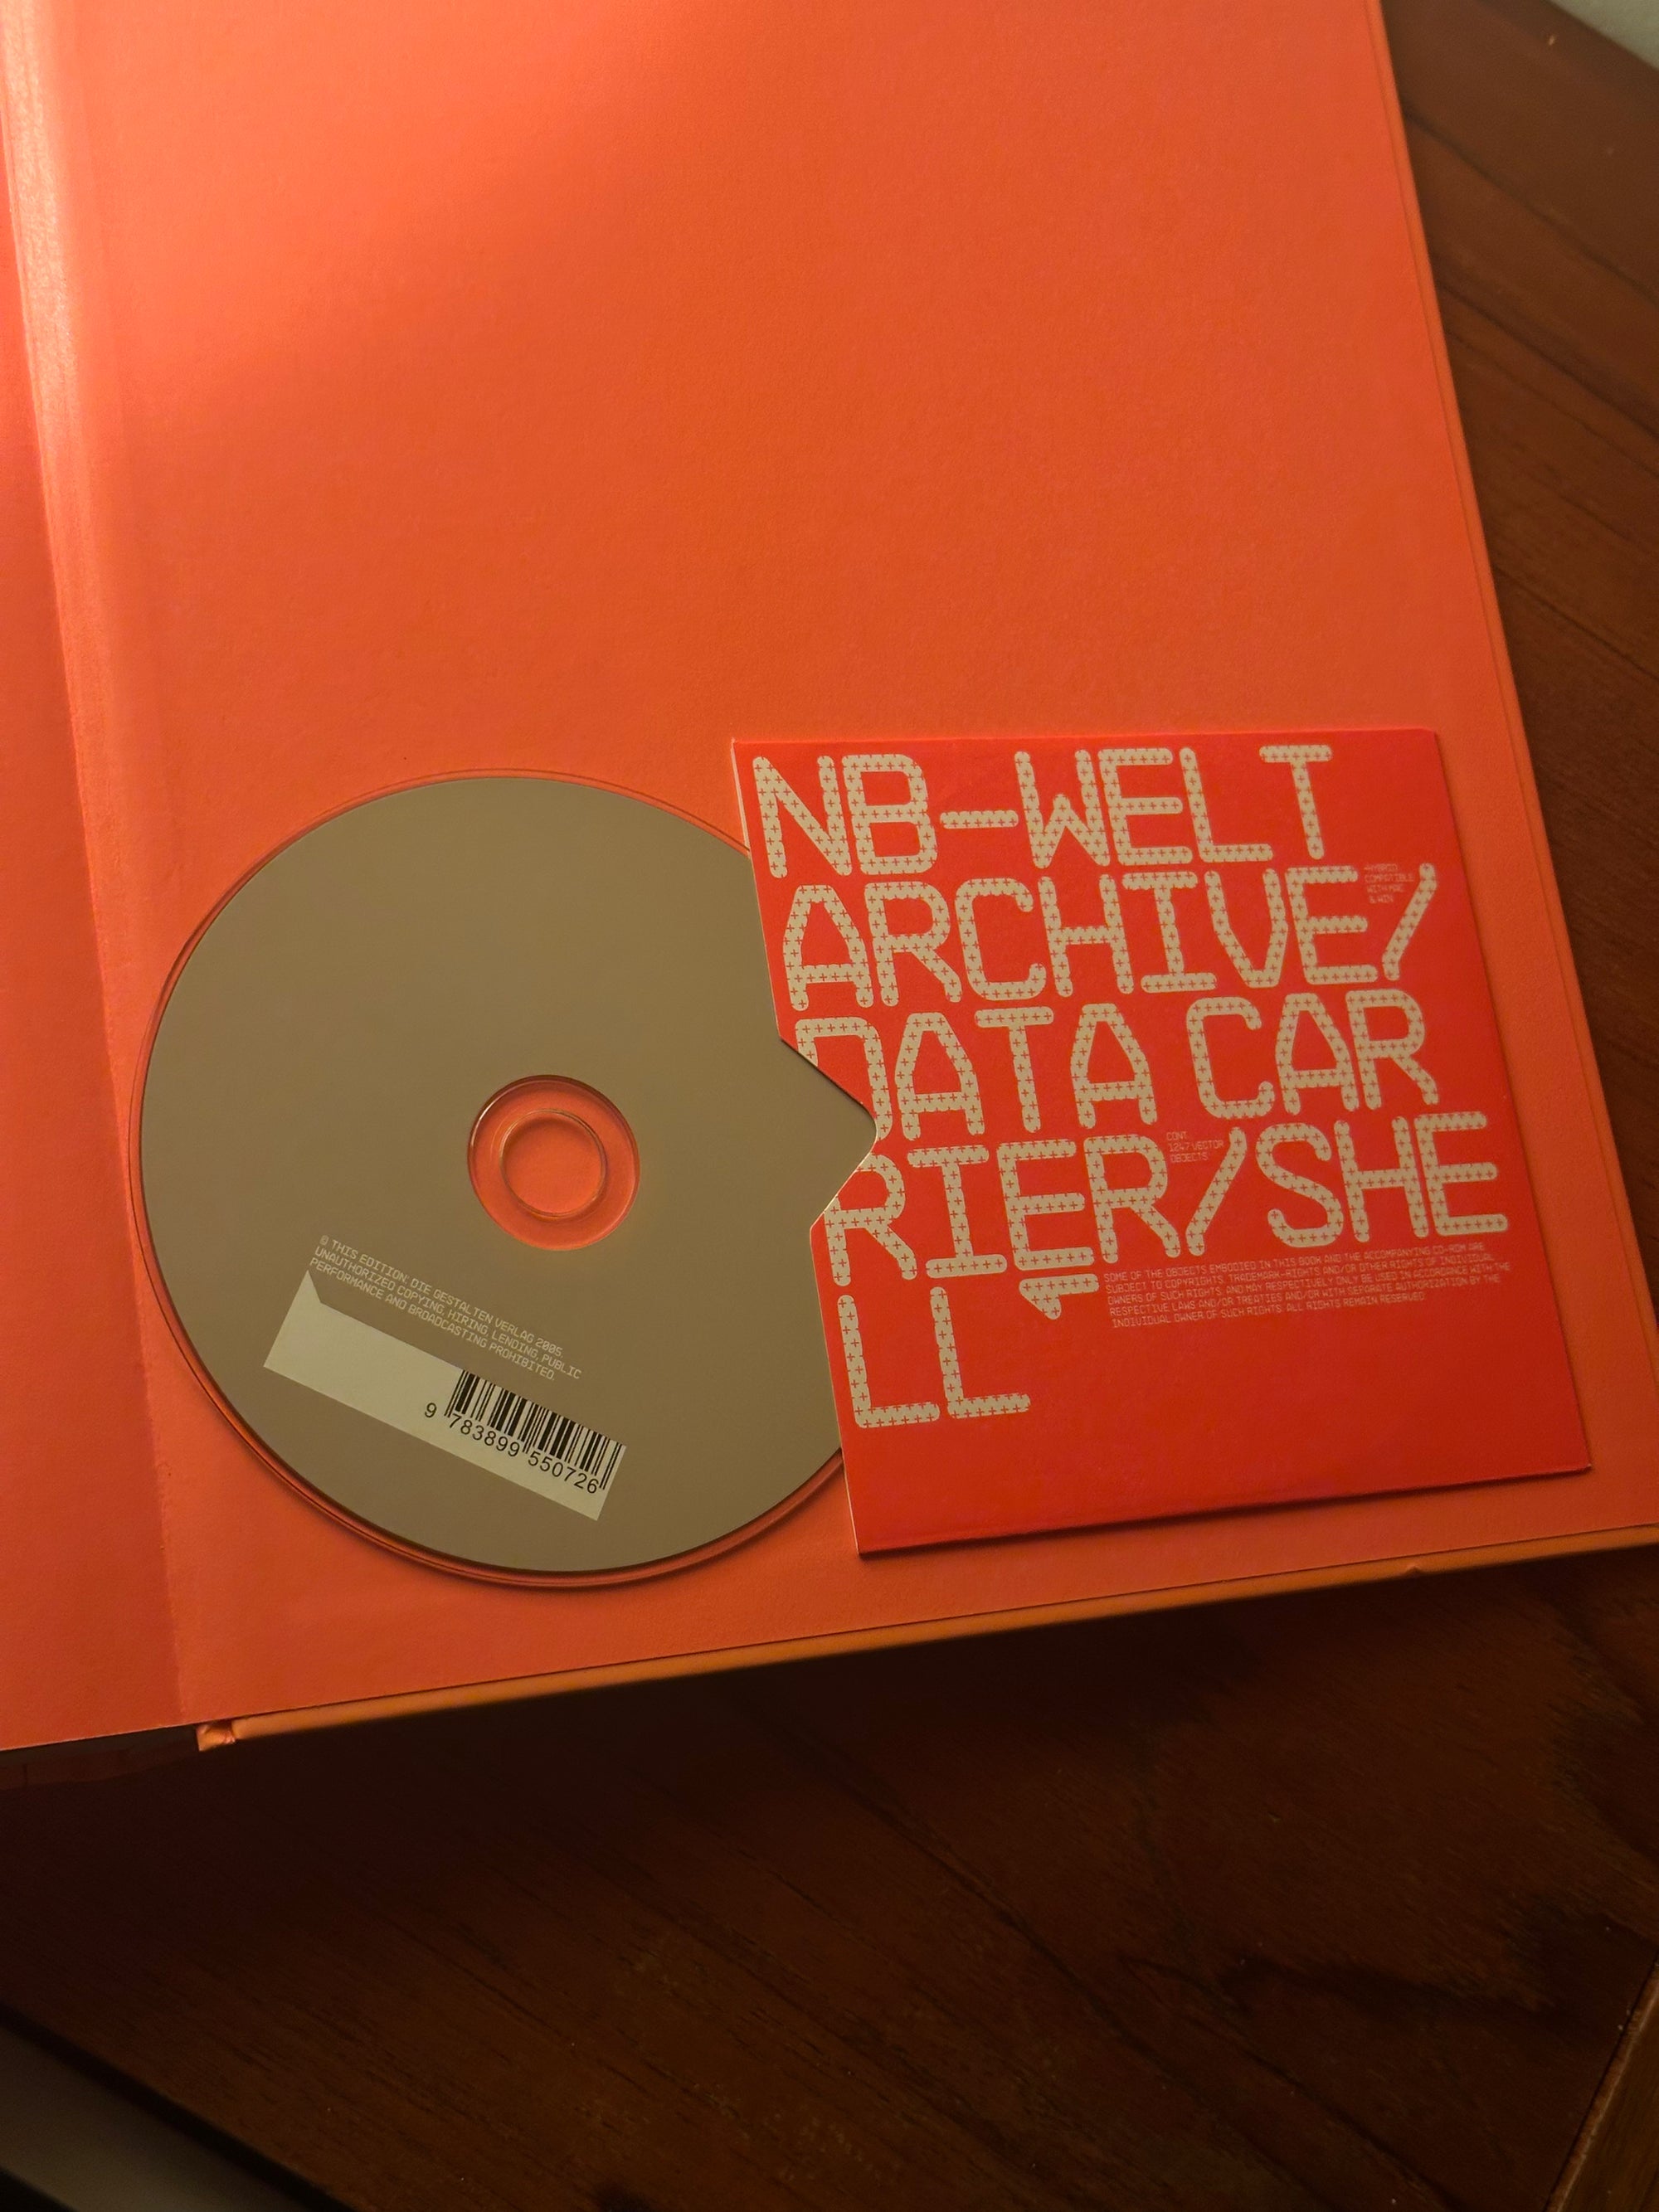 NB-WELT
ARCHIVE/
HYBRID
COMPATIBLE
WITH MAC
& WIN
DATA CAR
RIER/SHE
CONT.
1247 VECTOR
OBJECTS
LL
SOME OF THE OBJECTS EMBODIED IN THIS BOOK AND THE ACCOMPANYING CD-ROM ARE
SUBJECT TO COPYRIGHTS, TRADEMARK-RIGHTS AND/OR OTHER RIGHTS OF INDIVIDUAL
OWNERS OF SUCH RIGHTS AND MAY RESPECTIVELY ONLY BE USED IN ACCORDANCE WITH THE
RESPECTIVE LAWS AND/OR TREATIES AND/OR WITH SEPARATE AUTHORIZATION BY THE
INDIVIDUAL OWNER OF SUCH RIGHTS. ALL RIGHTS REMAIN RESERVED
© THIS EDITION: DIE GESTALTEN VERLAG 2005.
UNAUTHORIZED COPYING, HIRING, LENDING, PUBLIC
PERFORMANCE AND BROADCASTING PROHIBITED.
9 783899 550726